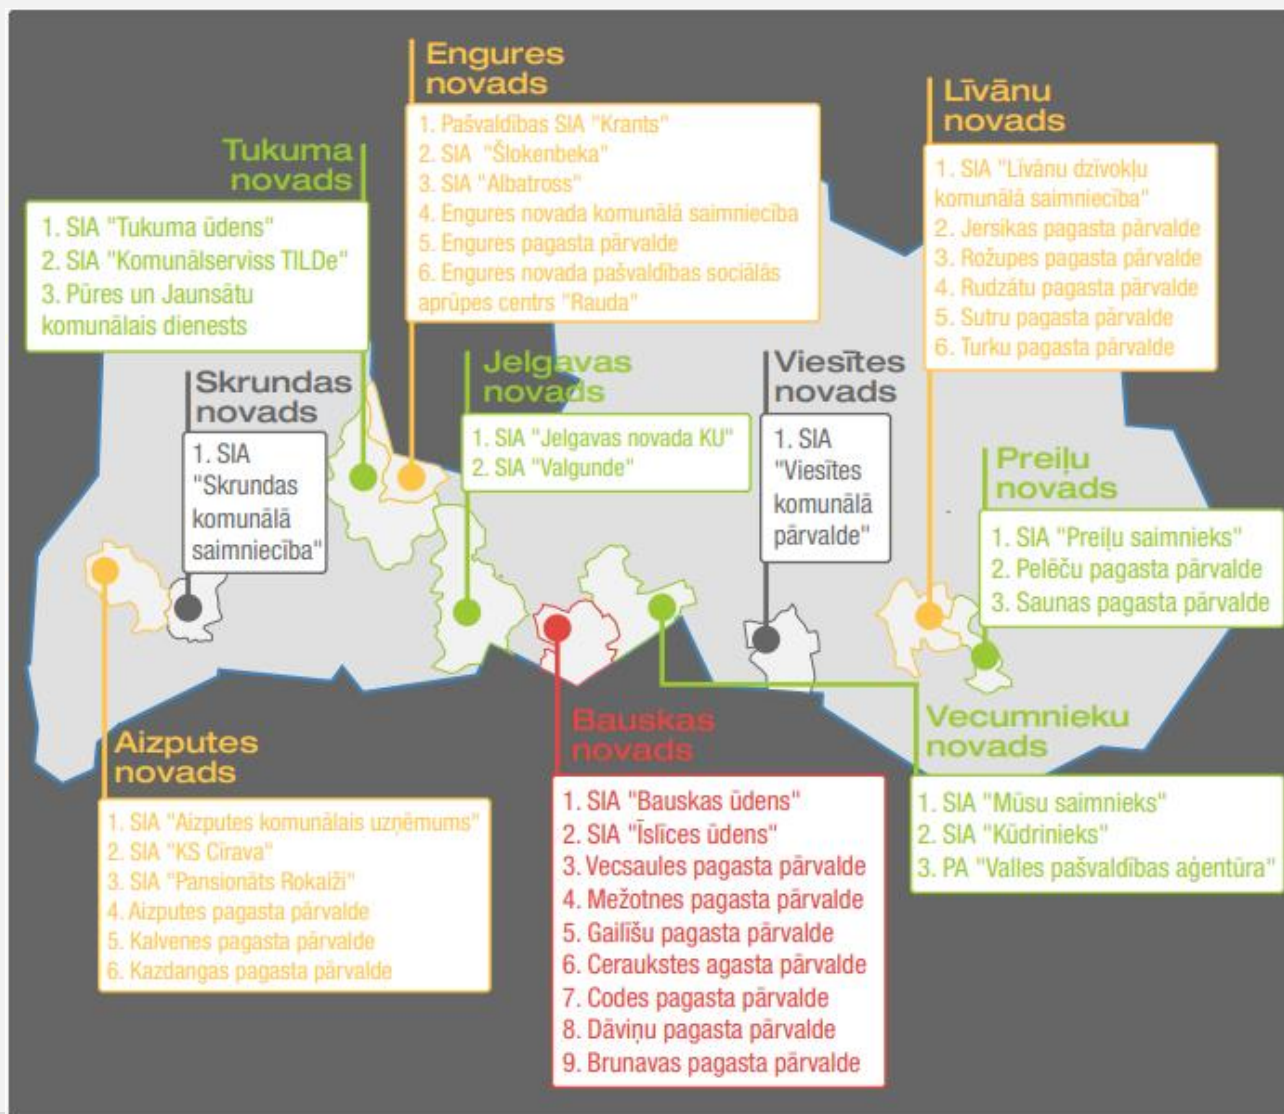 Engures
novads
1. Pašvaldības SIA "Krants"
2. SIA "Šlokenbeka"
3. SIA "Albatross"
4. Engures novada komunālā saimniecība
5. Engures pagasta pārvalde
6. Engures novada pašvaldības sociālās
aprūpes centrs "Rauda"
Līvānu
novads
1. SIA "Līvānu dzīvokļu
komunālā saimniecība"
2. Jersikas pagasta pārvalde
3. Rožupes pagasta pārvalde
4. Rudzātu pagasta pārvalde
5. Sutru pagasta pārvalde
6. Turku pagasta pārvalde
Tukuma
novads
1. SIA "Tukuma ūdens"
2. SIA "Komunālserviss TILDe"
3. Pūres un Jaunsātu
komunālais dienests
Skrundas
novads
1. SIA
"Skrundas
komunālā
saimniecība"
Jelgavas
novads
1. SIA "Jelgavas novada KU"
2. SIA "Valgunde"
Viesītes
novads
1. SIA
"Viesītes
komunālā
pārvalde"
Preiļu
novads
1. SIA "Preiļu saimnieks"
2. Pelēču pagasta pārvalde
3. Saunas pagasta pārvalde
Aizputes
novads
1. SIA "Aizputes komunālais uzņēmums"
2. SIA "KS Cīrava"
3. SIA "Pansionāts Rokaiži"
4. Aizputes pagasta pārvalde
5. Kalvenes pagasta pārvalde
6. Kazdangas pagasta pārvalde
Bauskas
novads
1. SIA "Bauskas ūdens"
2. SIA "Īslīces ūdens"
3. Vecsaules pagasta pārvalde
4. Mežotnes pagasta pārvalde
5. Gailīšu pagasta pārvalde
6. Ceraukstes agasta pārvalde
7. Codes pagasta pārvalde
8. Dāviņu pagasta pārvalde
9. Brunavas pagasta pārvalde
Vecumnieku
novads
1. SIA "Mūsu saimnieks"
2. SIA "Kūdrinieks"
3. PA "Valles pašvaldības aģentūra"